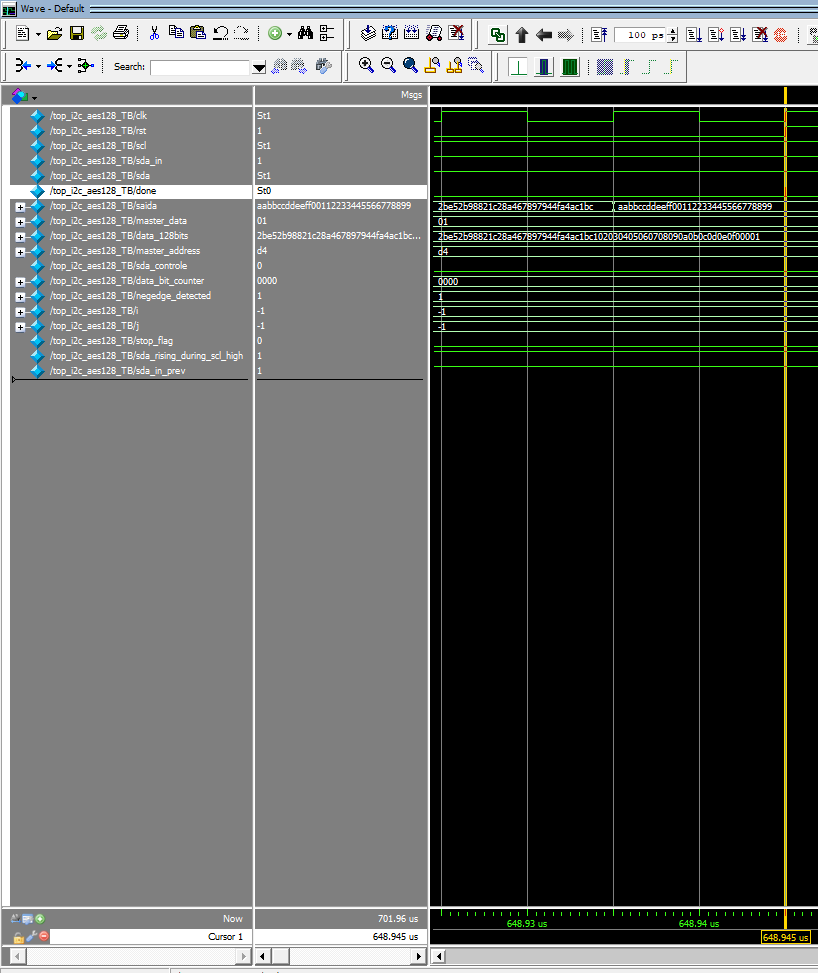 Wave - Default
100 ps
Search:
Msgs
/top_i2c_aes128_TB/clk St1
/top_i2c_aes128_TB/rst 1
/top_i2c_aes128_TB/scl St1
/top_i2c_aes128_TB/sda_in 1
/top_i2c_aes128_TB/sda St1
/top_i2c_aes128_TB/done St0
/top_i2c_aes128_TB/saida aabbccddeeff00112233445566778899 2be52b98821c28a467897944fa4ac1bc aabbccddeeff00112233445566778899
/top_i2c_aes128_TB/master_data 01 01
/top_i2c_aes128_TB/data_128bits 2be52b98821c28a467897944fa4ac1bc... 2be52b98821c28a467897944fa4ac1bc102030405060708090a0b0c0d0e0f00001
/top_i2c_aes128_TB/master_address d4 d4
/top_i2c_aes128_TB/sda_controle 0
/top_i2c_aes128_TB/data_bit_counter 0000 0000
/top_i2c_aes128_TB/negedge_detected 1 1
/top_i2c_aes128_TB/i -1 -1
/top_i2c_aes128_TB/j -1 -1
/top_i2c_aes128_TB/stop_flag 0
/top_i2c_aes128_TB/sda_rising_during_scl_high 1
/top_i2c_aes128_TB/sda_in_prev 1
Now 701.96 us 648.93 us 648.94 us
Cursor 1 648.945 us 648.945 us